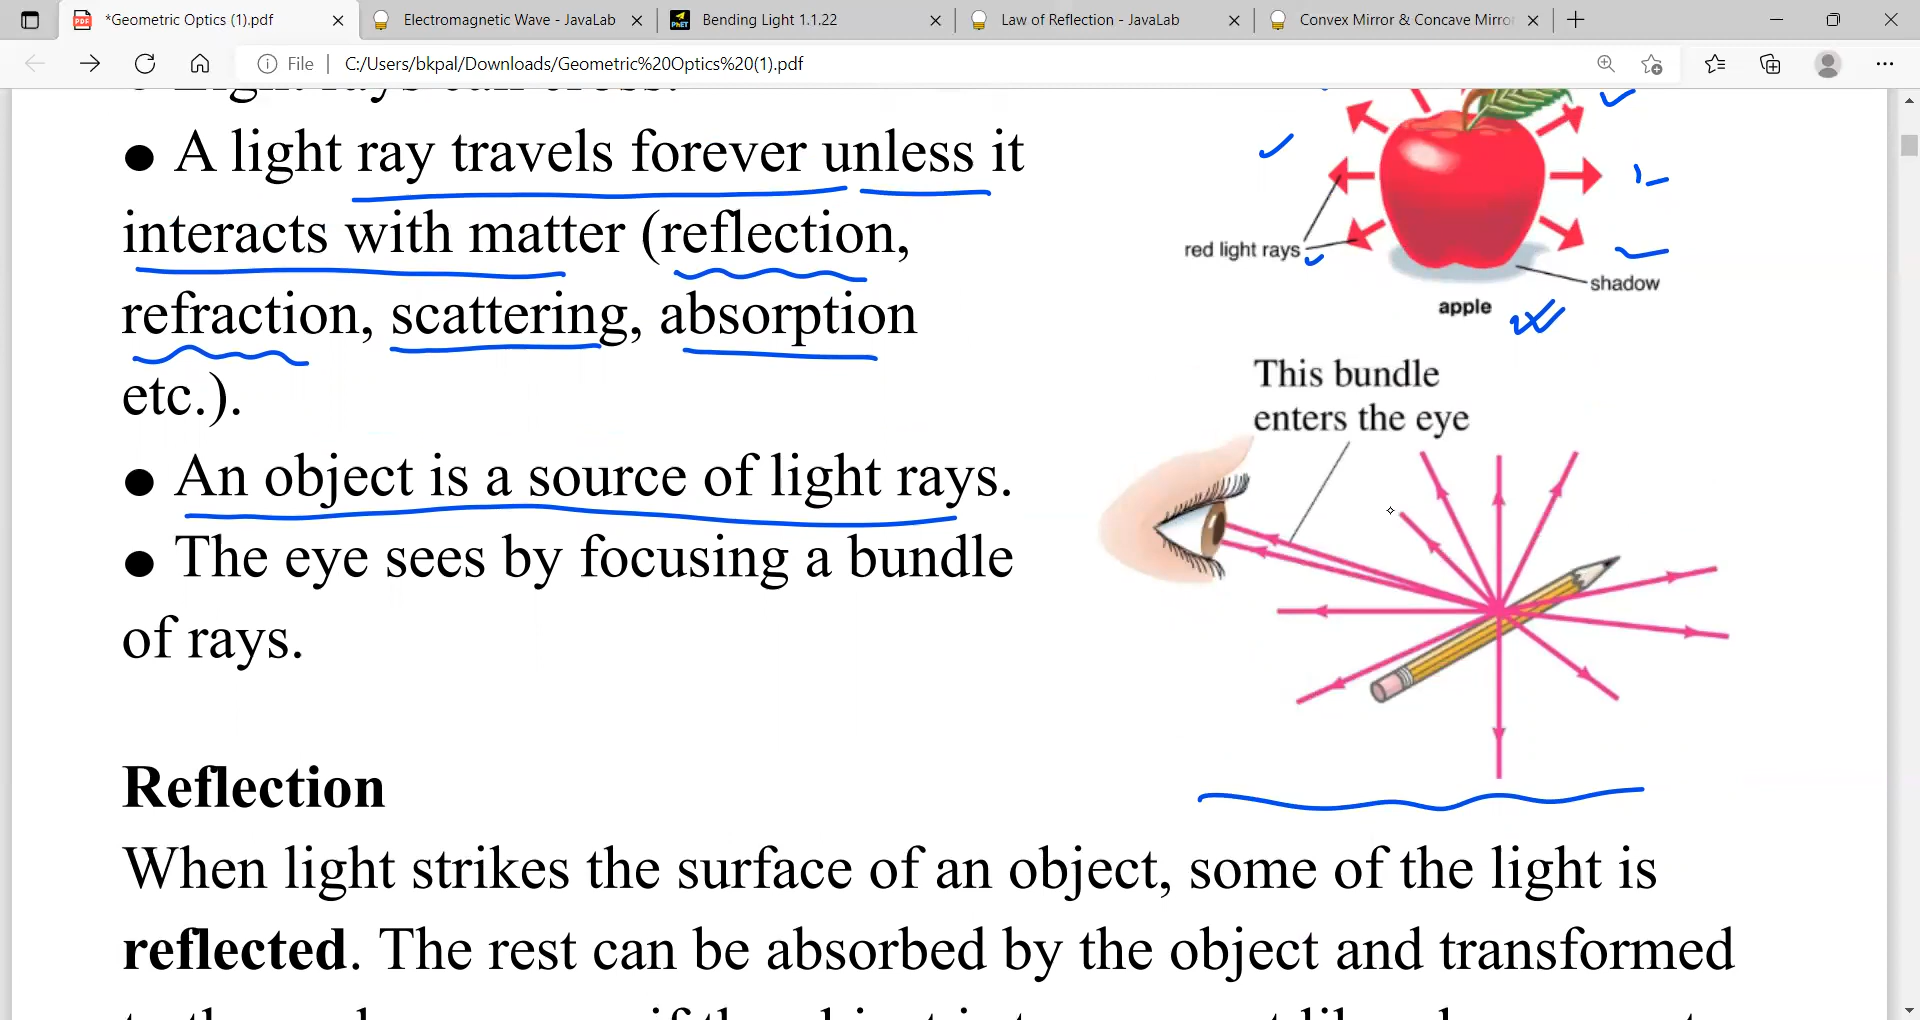 *Geometric Optics (1).pdf
Electromagnetic Wave - JavaLab
Bending Light 1.1.22
Law of Reflection - JavaLab
Convex Mirror & Concave Mirror
File
C:/Users/bkpal/Downloads/Geometric%20Optics%20(1).pdf
● Light rays can cross.
● A light ray travels forever unless it
interacts with matter (reflection,
refraction, scattering, absorption
etc.).
● An object is a source of light rays.
● The eye sees by focusing a bundle
of rays.
red light rays
shadow
apple
This bundle
enters the eye
Reflection
When light strikes the surface of an object, some of the light is
reflected. The rest can be absorbed by the object and transformed